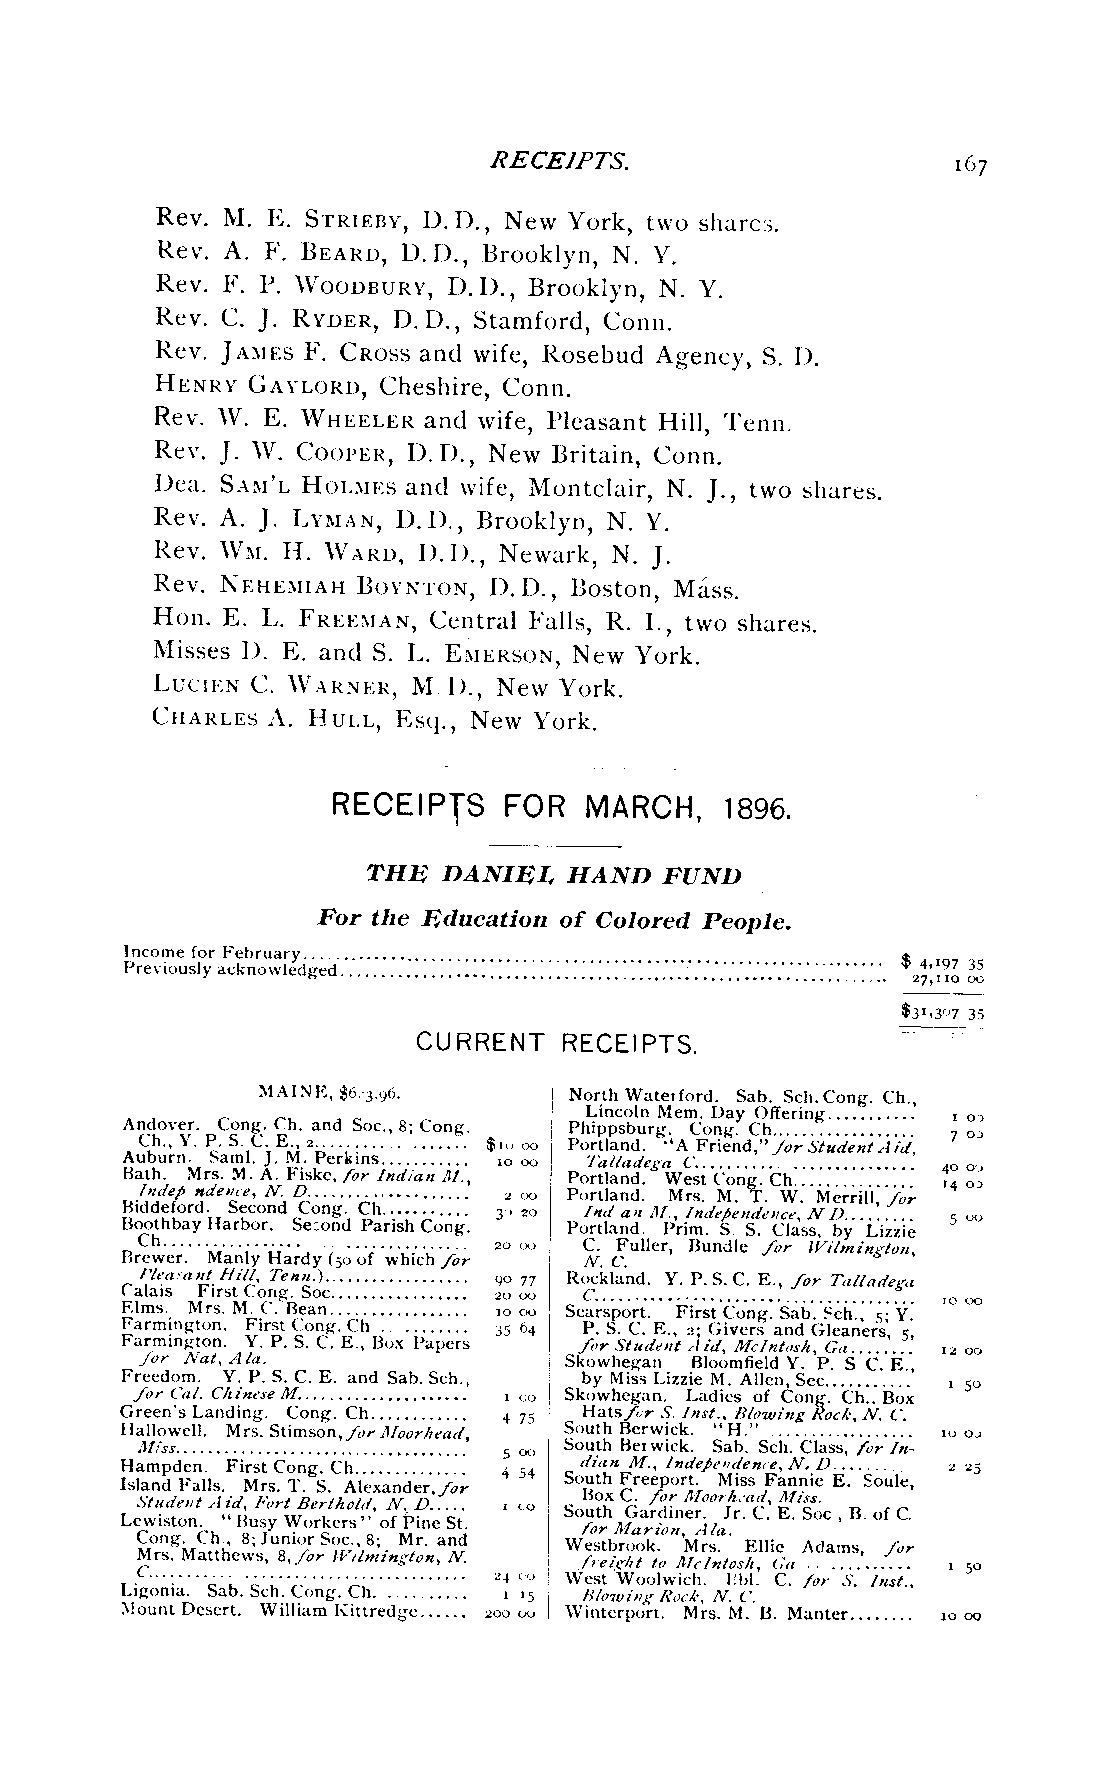 RECEIPTS. 167
Rev. M. E. STRIEBY, D.D., New York, two shares.
Rev. A. F. BEARD, D.D., Brooklyn, N. Y.
Rev. F. P. WOODBURY, D.D., Brooklyn, N. Y.
Rev. C. J. RYDER, D.D., Stamford, Conn.
Rev. JAMES F. CROSS and wife, Rosebud Agency, S. D.
HENRY GAYLORD, Cheshire, Conn.
Rev. W. E. WHEELER and wife, Pleasant Hill, Tenn.
Rev. J. W. COOPER, D.D., New Britain, Conn.
Dea. SAM'L HOLMES and wife, Montclair, N. J., two shares.
Rev. A. J. LYMAN, D.D., Brooklyn, N. Y.
Rev. WM. H. WARD, D.D., Newark, N. J.
Rev. NEHEMIAH BOYNTON, D.D., Boston, Mass.
Hon. E. L. FREEMAN, Central Falls, R. I., two shares.
Misses D. E. and S. L. EMERSON, New York.
LUCIEN C. WARNER, M.D., New York.
CHARLES A. HULL, Esq., New York.
RECEIPTS FOR MARCH, 1896.
THE DANIEL HAND FUND
For the Education of Colored People.
Income for February.......... $ 4,197 35
Previously acknowledged.......... 27,110 00
$31,307 35
CURRENT RECEIPTS.
MAINE,
Andover. Cong. Ch. and Soc., 8; Cong.
Ch., Y. P. S. C. E., 2.......... $10 00
Auburn. Saml. J. M. Perkins.......... 10 00
Bath. Mrs. M. A. Fiske, for Indian M.,
Indep ndence, N. D.......... 2 00
Biddeford. Second Cong. Ch.......... 20
Boothbay Harbor. Second Parish Cong.
Ch.......... 20 00
Brewer. Manly Hardy (50 of which for
Pleasant Hill, Tenn.).......... 90 77
Calais First Cong. Soc.......... 20 00
Elms. Mrs. M. C. Bean.......... 10 00
Farmington. First Cong. Ch.......... 35 64
Farmington. Y. P. S. C. E., Box Papers
for Nat, Ala.
Freedom. Y. P. S. C. E. and Sab. Sch.,
for Cal. Chinese M.......... 1 00
Green's Landing. Cong. Ch.......... 4 75
Hallowell. Mrs. Stimson, for Moorhead,
Miss.......... 5 00
Hampden. First Cong. Ch.......... 4 54
Island Falls. Mrs. T. S. Alexander, for
Student Aid, Fort Berthold, N. D..... 1 00
Lewiston. "Busy Workers" of Pine St.
Cong. Ch., 8; Junior Soc., 8; Mr. and
Mrs. Matthews, 8, for Wilmington, N.
C.......... 24 00
Ligonia. Sab. Sch. Cong. Ch.......... 1 15
Mount Desert. William Kittredge...... 200 00
North Waterford. Sab. Sch. Cong. Ch.,
Lincoln Mem. Day Offering.......... 1 00
Phippsburg. Cong. Ch.......... 7 00
Portland. "A Friend," for Student Aid,
Talladega C.......... 40 00
Portland. West Cong. Ch.......... 14 00
Portland. Mrs. M. T. W. Merrill, for
Ind an M., Independence, N D.......... 5 00
Portland. Prim. S. S. Class, by Lizzie
C. Fuller, Bundle for Wilmington,
N. C.
Rockland. Y. P. S. C. E., for Talladega
C.......... 10 00
Searsport. First Cong. Sab. Sch., 5; Y.
P. S. C. E., 2; Givers and Gleaners, 5,
for Student Aid, McIntosh, Ga........ 12 00
Skowhegan Bloomfield Y. P. S C. E.,
by Miss Lizzie M. Allen, Sec.......... 1 50
Skowhegan. Ladies of Cong. Ch., Box
Hats for S. Inst., Blowing Rock, N. C.
South Berwick. "H." .......... 10 00
South Berwick. Sab. Sch. Class, for In-
dian M., Independence, N. D.......... 2 25
South Freeport. Miss Fannie E. Soule,
Box C. for Moorhead, Miss.
South Gardiner. Jr. C. E. Soc, B. of C.
for Marion, Ala.
Westbrook. Mrs. Ellie Adams, for
freight to McIntosh, Ga.......... 1 50
West Woolwich. Bbl. C. for S. Inst.,
Blowing Rock, N. C.
Winterport. Mrs. M. B. Manter........ 10 00